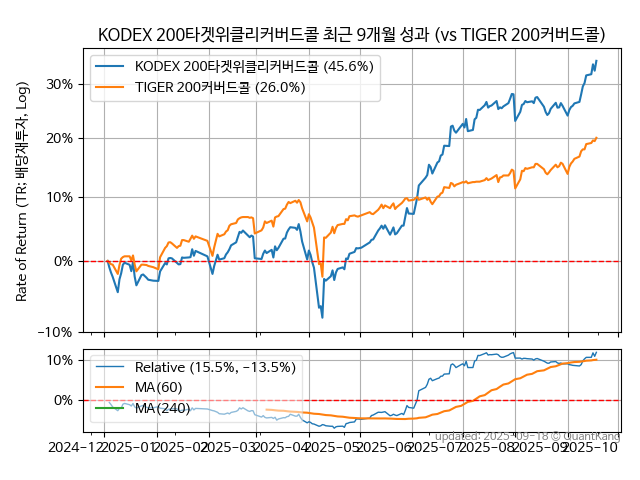 KODEX 200타겟위클리커버드콜 최근 9개월 성과 (vs TIGER 200커버드콜)
KODEX 200타겟위클리커버드콜 (45.6%)
TIGER 200커버드콜 (26.0%)
Rate of Return (TR: 배당재투자, Log)
30%
20%
10%
0%
−10%
Relative (15.5%, −13.5%)
MA(60)
MA(240)
10%
0%
updated: 2025-09-18 © QuantKang
2024-12 2025-01 2025-02 2025-03 2025-04 2025-05 2025-06 2025-07 2025-08 2025-09 2025-10